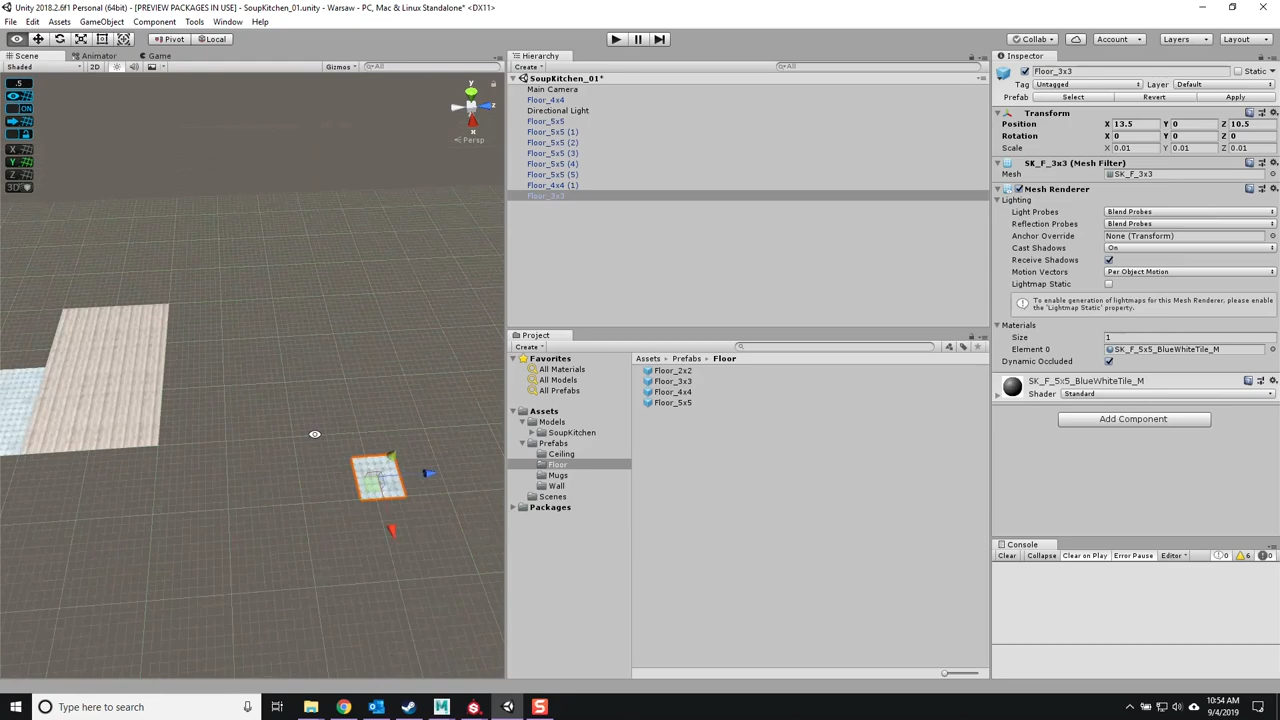 Unity 2018.2.6f1 Personal (64bit) - [PREVIEW PACKAGES IN USE] - SoupKitchen_01.unity - Warsaw - PC, Mac & Linux Standalone* <DX11>
File Edit Assets GameObject Component Tools Window Help
Pivot Local Collab Account Layers Layout
Scene Animator Game
Shaded 2D Gizmos All
.5
ON
X
Y
Z
3D
y
z
x
Persp
Hierarchy
Create All
SoupKitchen_01*
Main Camera
Floor_4x4
Directional Light
Floor_5x5
Floor_5x5 (1)
Floor_5x5 (2)
Floor_5x5 (3)
Floor_5x5 (4)
Floor_5x5 (5)
Floor_4x4 (1)
Floor_3x3
Project
Create
Favorites
All Materials
All Models
All Prefabs
Assets
Models
SoupKitchen
Prefabs
Ceiling
Floor
Mugs
Wall
Scenes
Packages
Assets Prefabs Floor
Floor_2x2
Floor_3x3
Floor_4x4
Floor_5x5
Inspector
Floor_3x3 Static
Tag Untagged Layer Default
Prefab Select Revert Apply
Transform
Position X 13.5 Y 0 Z 10.5
Rotation X 0 Y 0 Z 0
Scale X 0.01 Y 0.01 Z 0.01
SK_F_3x3 (Mesh Filter)
Mesh SK_F_3x3
Mesh Renderer
Lighting
Light Probes Blend Probes
Reflection Probes Blend Probes
Anchor Override None (Transform)
Cast Shadows On
Receive Shadows
Motion Vectors Per Object Motion
Lightmap Static
To enable generation of lightmaps for this Mesh Renderer, please enable
the 'Lightmap Static' property.
Materials
Size 1
Element 0 SK_F_5x5_BlueWhiteTile_M
Dynamic Occluded
SK_F_5x5_BlueWhiteTile_M
Shader Standard
Add Component
Console
Clear Collapse Clear on Play Error Pause Editor 0 6 0
Type here to search
10:54 AM
9/4/2019